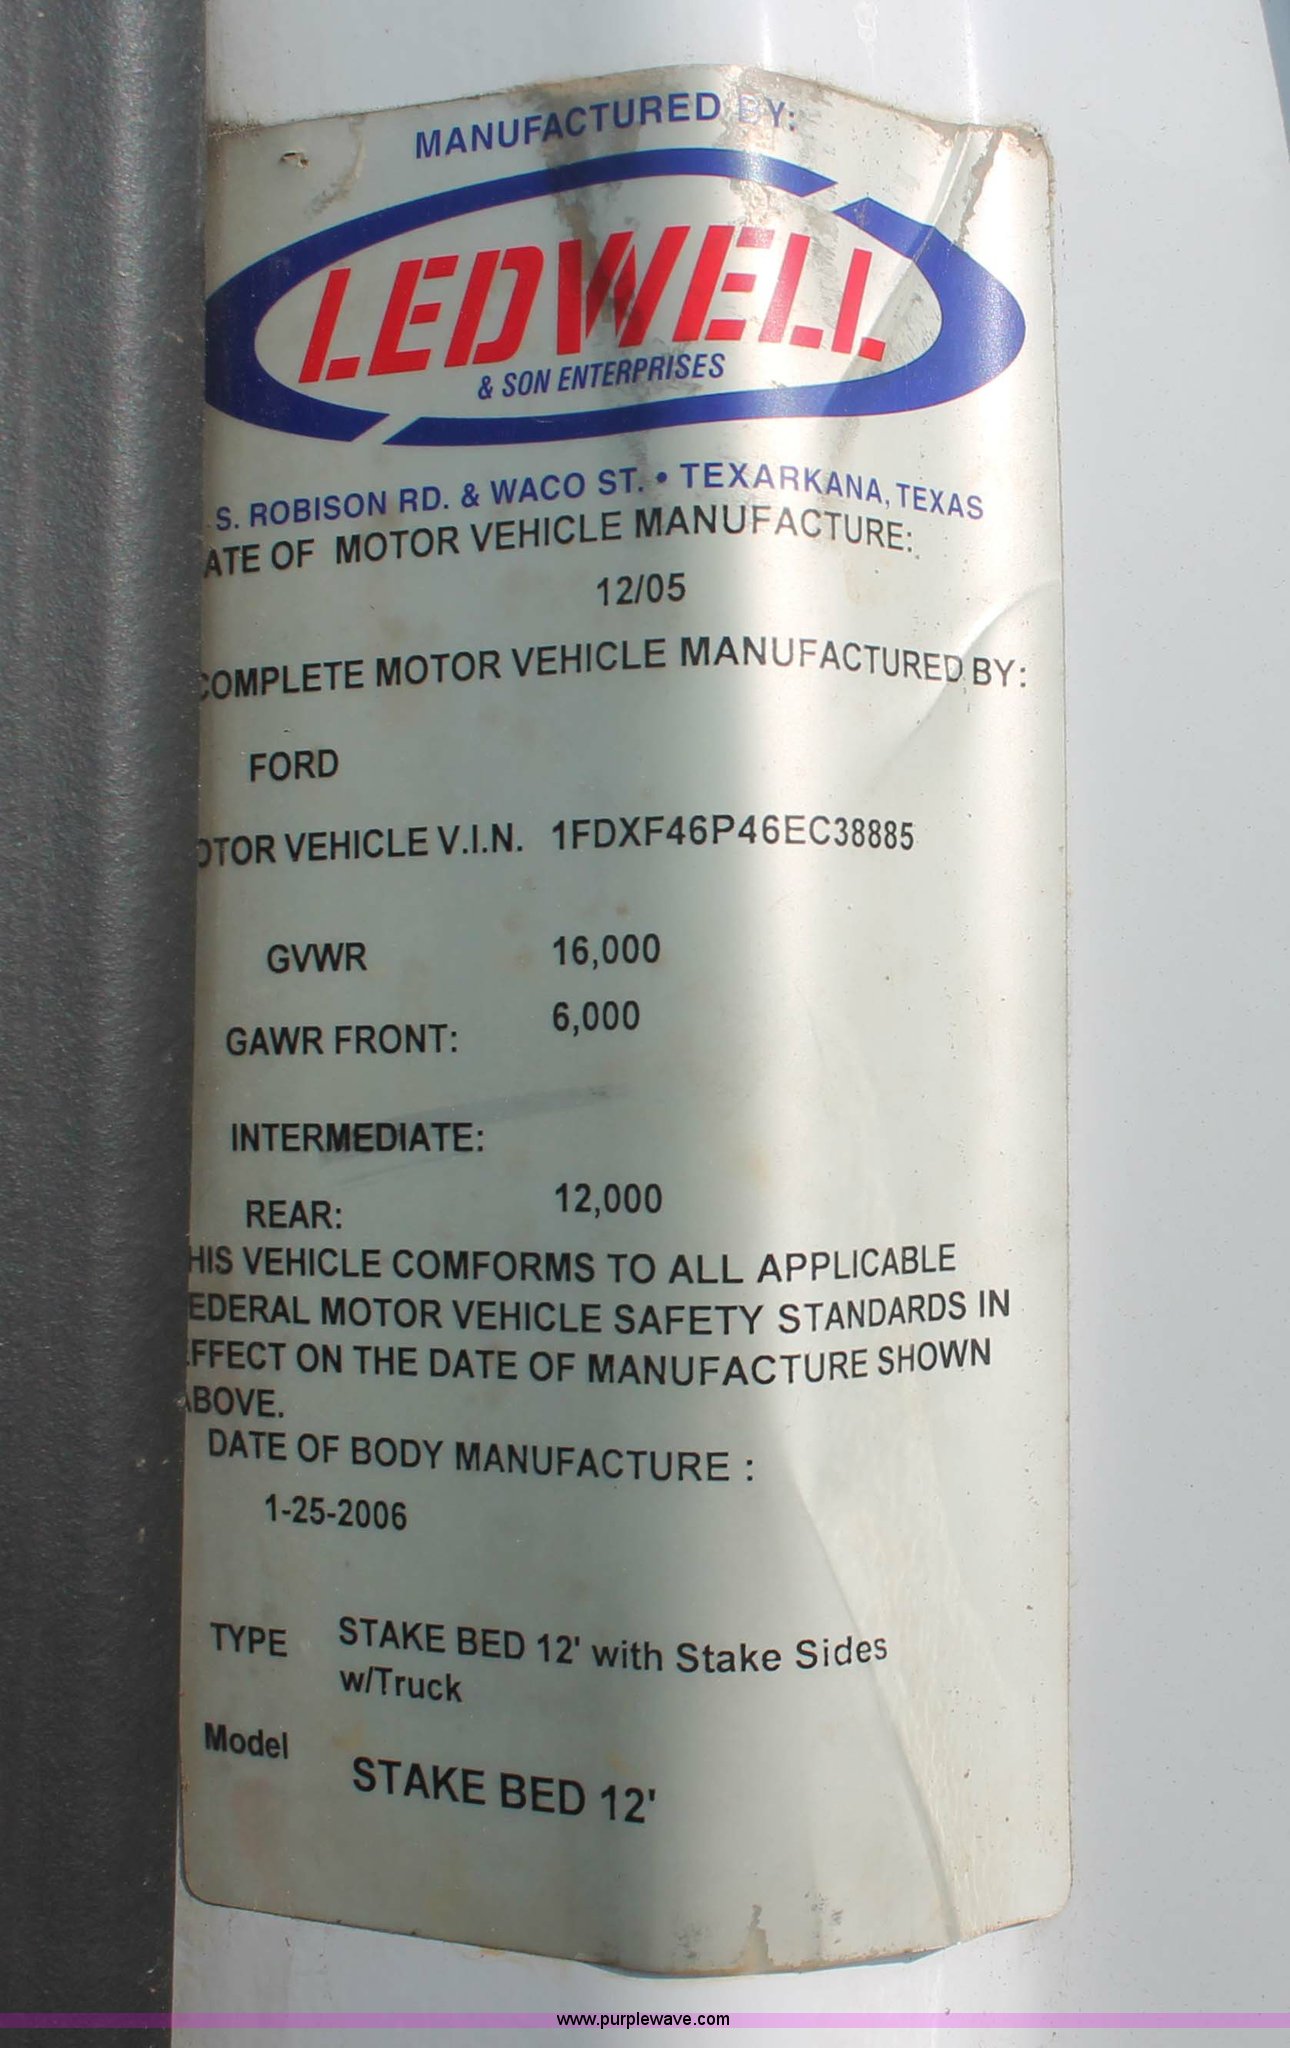 MANUFACTURED BY:
LEDWELL
& SON ENTERPRISES
S. ROBISON RD. & WACO ST. • TEXARKANA, TEXAS
ATE OF MOTOR VEHICLE MANUFACTURE:
12/05
COMPLETE MOTOR VEHICLE MANUFACTURED BY:
FORD
OTOR VEHICLE V.I.N. 1FDXF46P46EC38885
GVWR 16,000
GAWR FRONT: 6,000
INTERMEDIATE:
REAR: 12,000
HIS VEHICLE COMFORMS TO ALL APPLICABLE
EDERAL MOTOR VEHICLE SAFETY STANDARDS IN
EFFECT ON THE DATE OF MANUFACTURE SHOWN
ABOVE.
DATE OF BODY MANUFACTURE :
1-25-2006
TYPE STAKE BED 12' with Stake Sides
w/Truck
Model STAKE BED 12'
www.purplewave.com